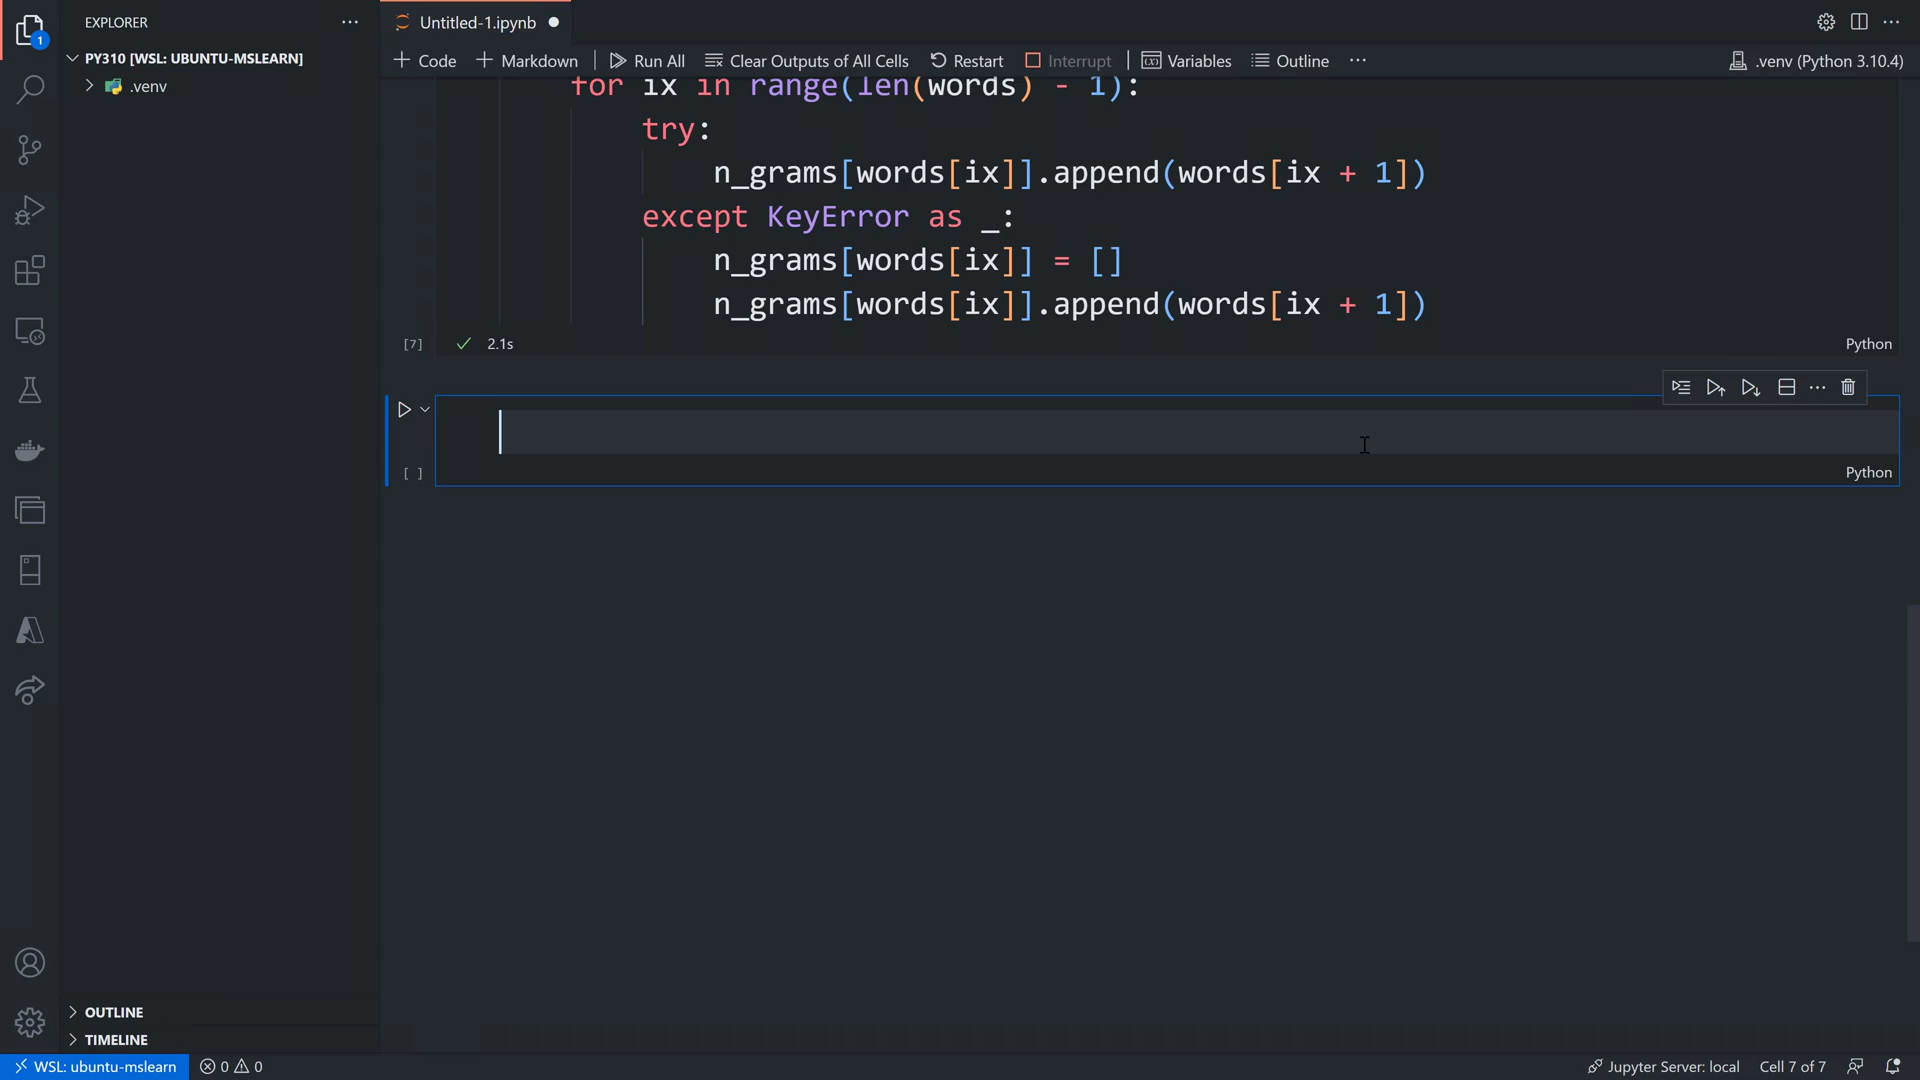 EXPLORER
Untitled-1.ipynb
PY310 [WSL: UBUNTU-MSLEARN]
.venv
Code
Markdown
Run All
Clear Outputs of All Cells
Restart
Interrupt
Variables
Outline
.venv (Python 3.10.4)
for ix in range(len(words) - 1):
try:
n_grams[words[ix]].append(words[ix + 1])
except KeyError as _:
n_grams[words[ix]] = []
n_grams[words[ix]].append(words[ix + 1])
[7] 2.1s Python
[ ] Python
1
OUTLINE
TIMELINE
WSL: ubuntu-mslearn 0 0 Jupyter Server: local Cell 7 of 7